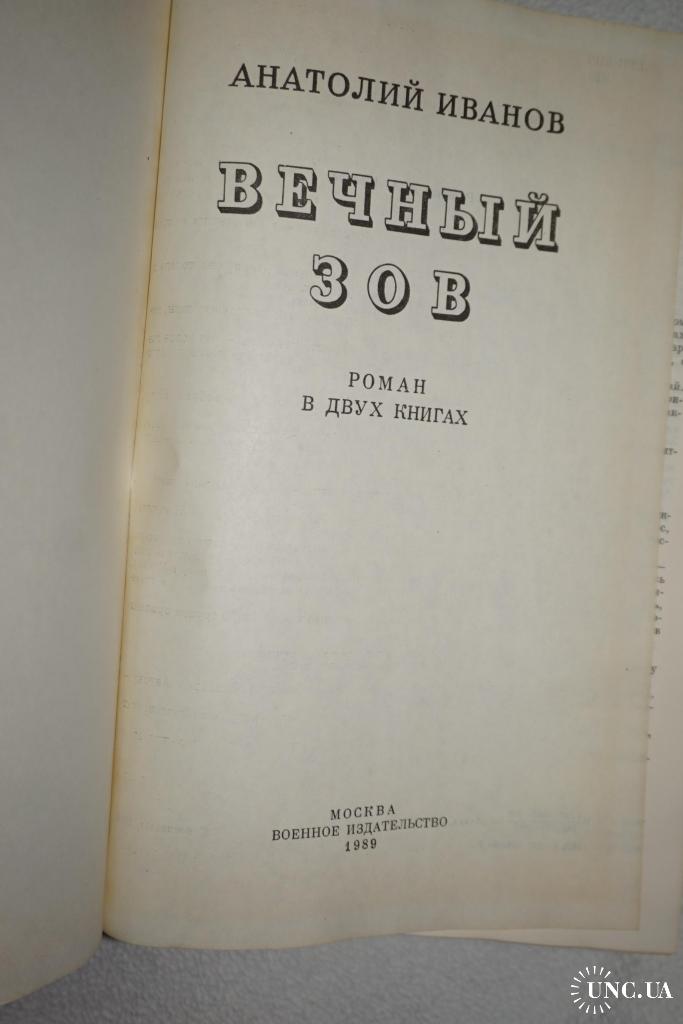 АНАТОЛИЙ ИВАНОВ
ВЕЧНЫЙ
ЗОВ
РОМАН
В ДВУХ КНИГАХ
МОСКВА
ВОЕННОЕ ИЗДАТЕЛЬСТВО
1989
UNC.UA